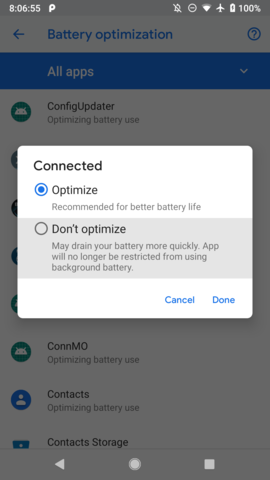 8:06:55
100%
Battery optimization
All apps
ConfigUpdater
Optimizing battery use
Connected
Optimize
Recommended for better battery life
Don't optimize
May drain your battery more quickly. App
will no longer be restricted from using
background battery.
Cancel
Done
ConnMO
Optimizing battery use
Contacts
Optimizing battery use
Contacts Storage